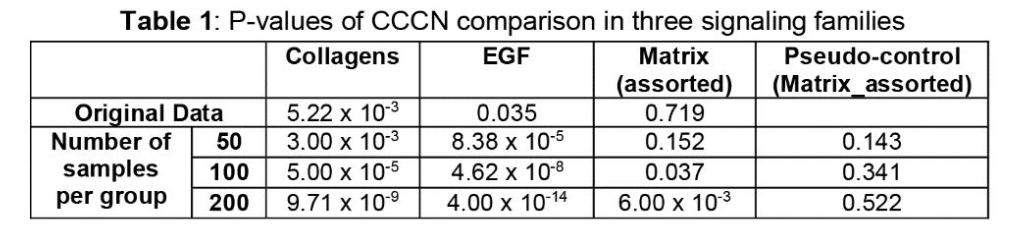 Table 1: P-values of CCCN comparison in three signaling families
Collagens EGF Matrix (assorted) Pseudo-control (Matrix_assorted)
Original Data 5.22 x 10⁻³ 0.035 0.719
Number of samples per group 50 3.00 x 10⁻³ 8.38 x 10⁻⁵ 0.152 0.143
100 5.00 x 10⁻⁵ 4.62 x 10⁻⁸ 0.037 0.341
200 9.71 x 10⁻⁹ 4.00 x 10⁻¹⁴ 6.00 x 10⁻³ 0.522